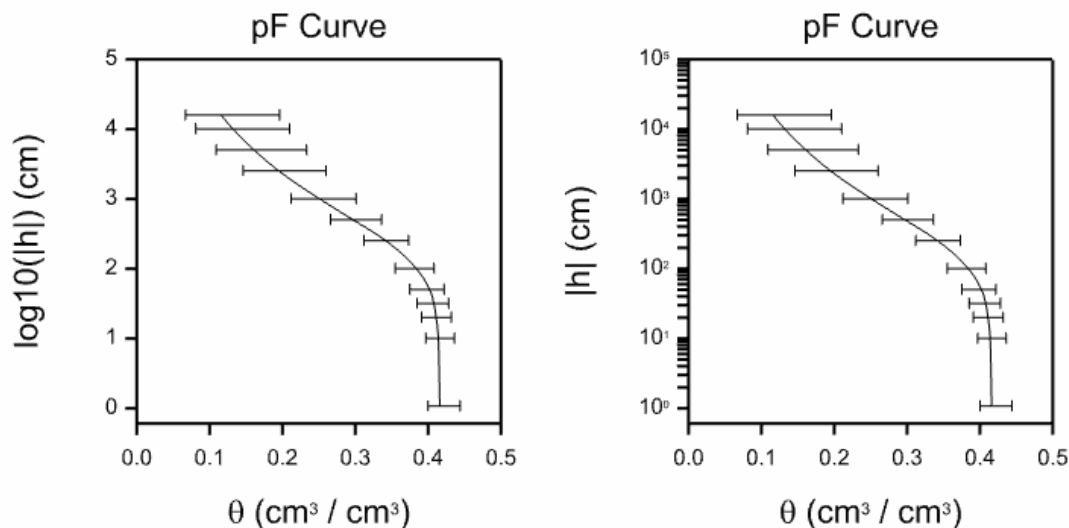 pF Curve
5
4
3
2
1
0
log10(|h|) (cm)
0.0 0.1 0.2 0.3 0.4 0.5
θ (cm³ / cm³)
pF Curve
10⁵
10⁴
10³
10²
10¹
10⁰
|h| (cm)
0.0 0.1 0.2 0.3 0.4 0.5
θ (cm³ / cm³)